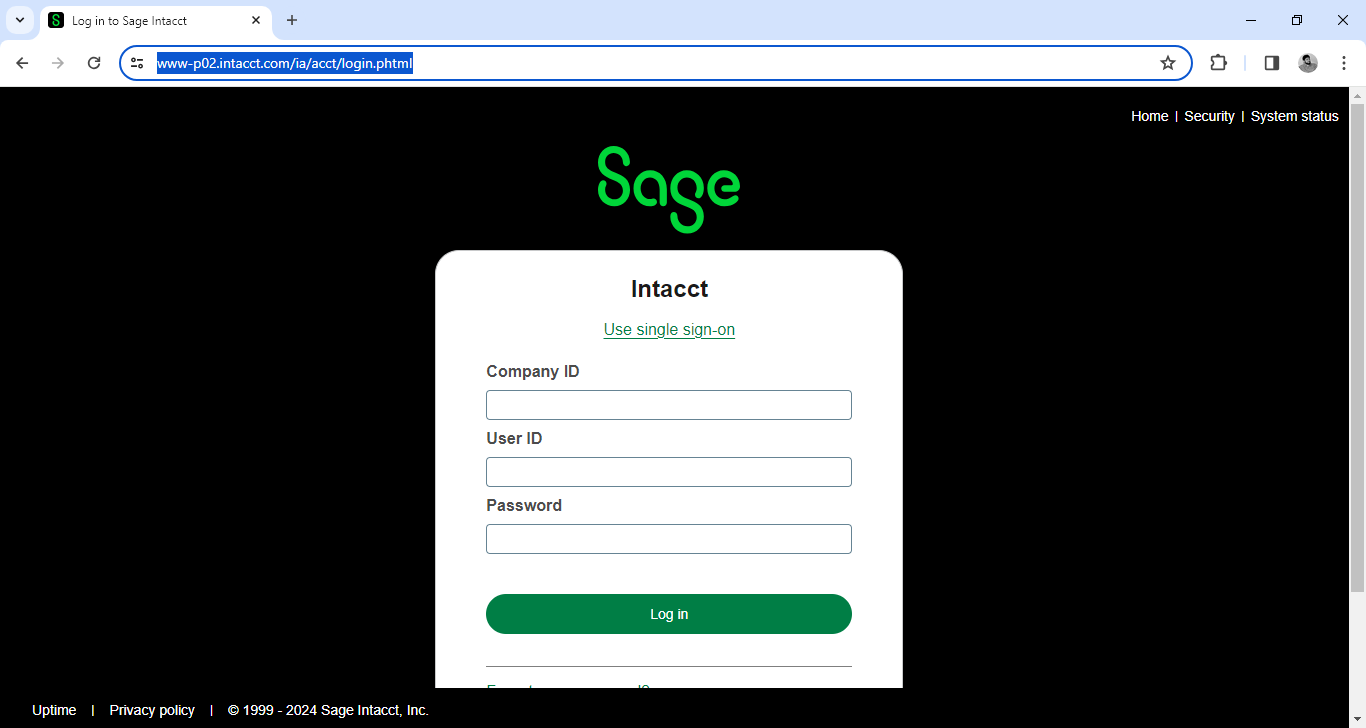 Log in to Sage Intacct
www-p02.intacct.com/ia/acct/login.phtml
Home | Security | System status
Sage
Intacct
Use single sign-on
Company ID
User ID
Password
Log in
Uptime | Privacy policy | © 1999 - 2024 Sage Intacct, Inc.